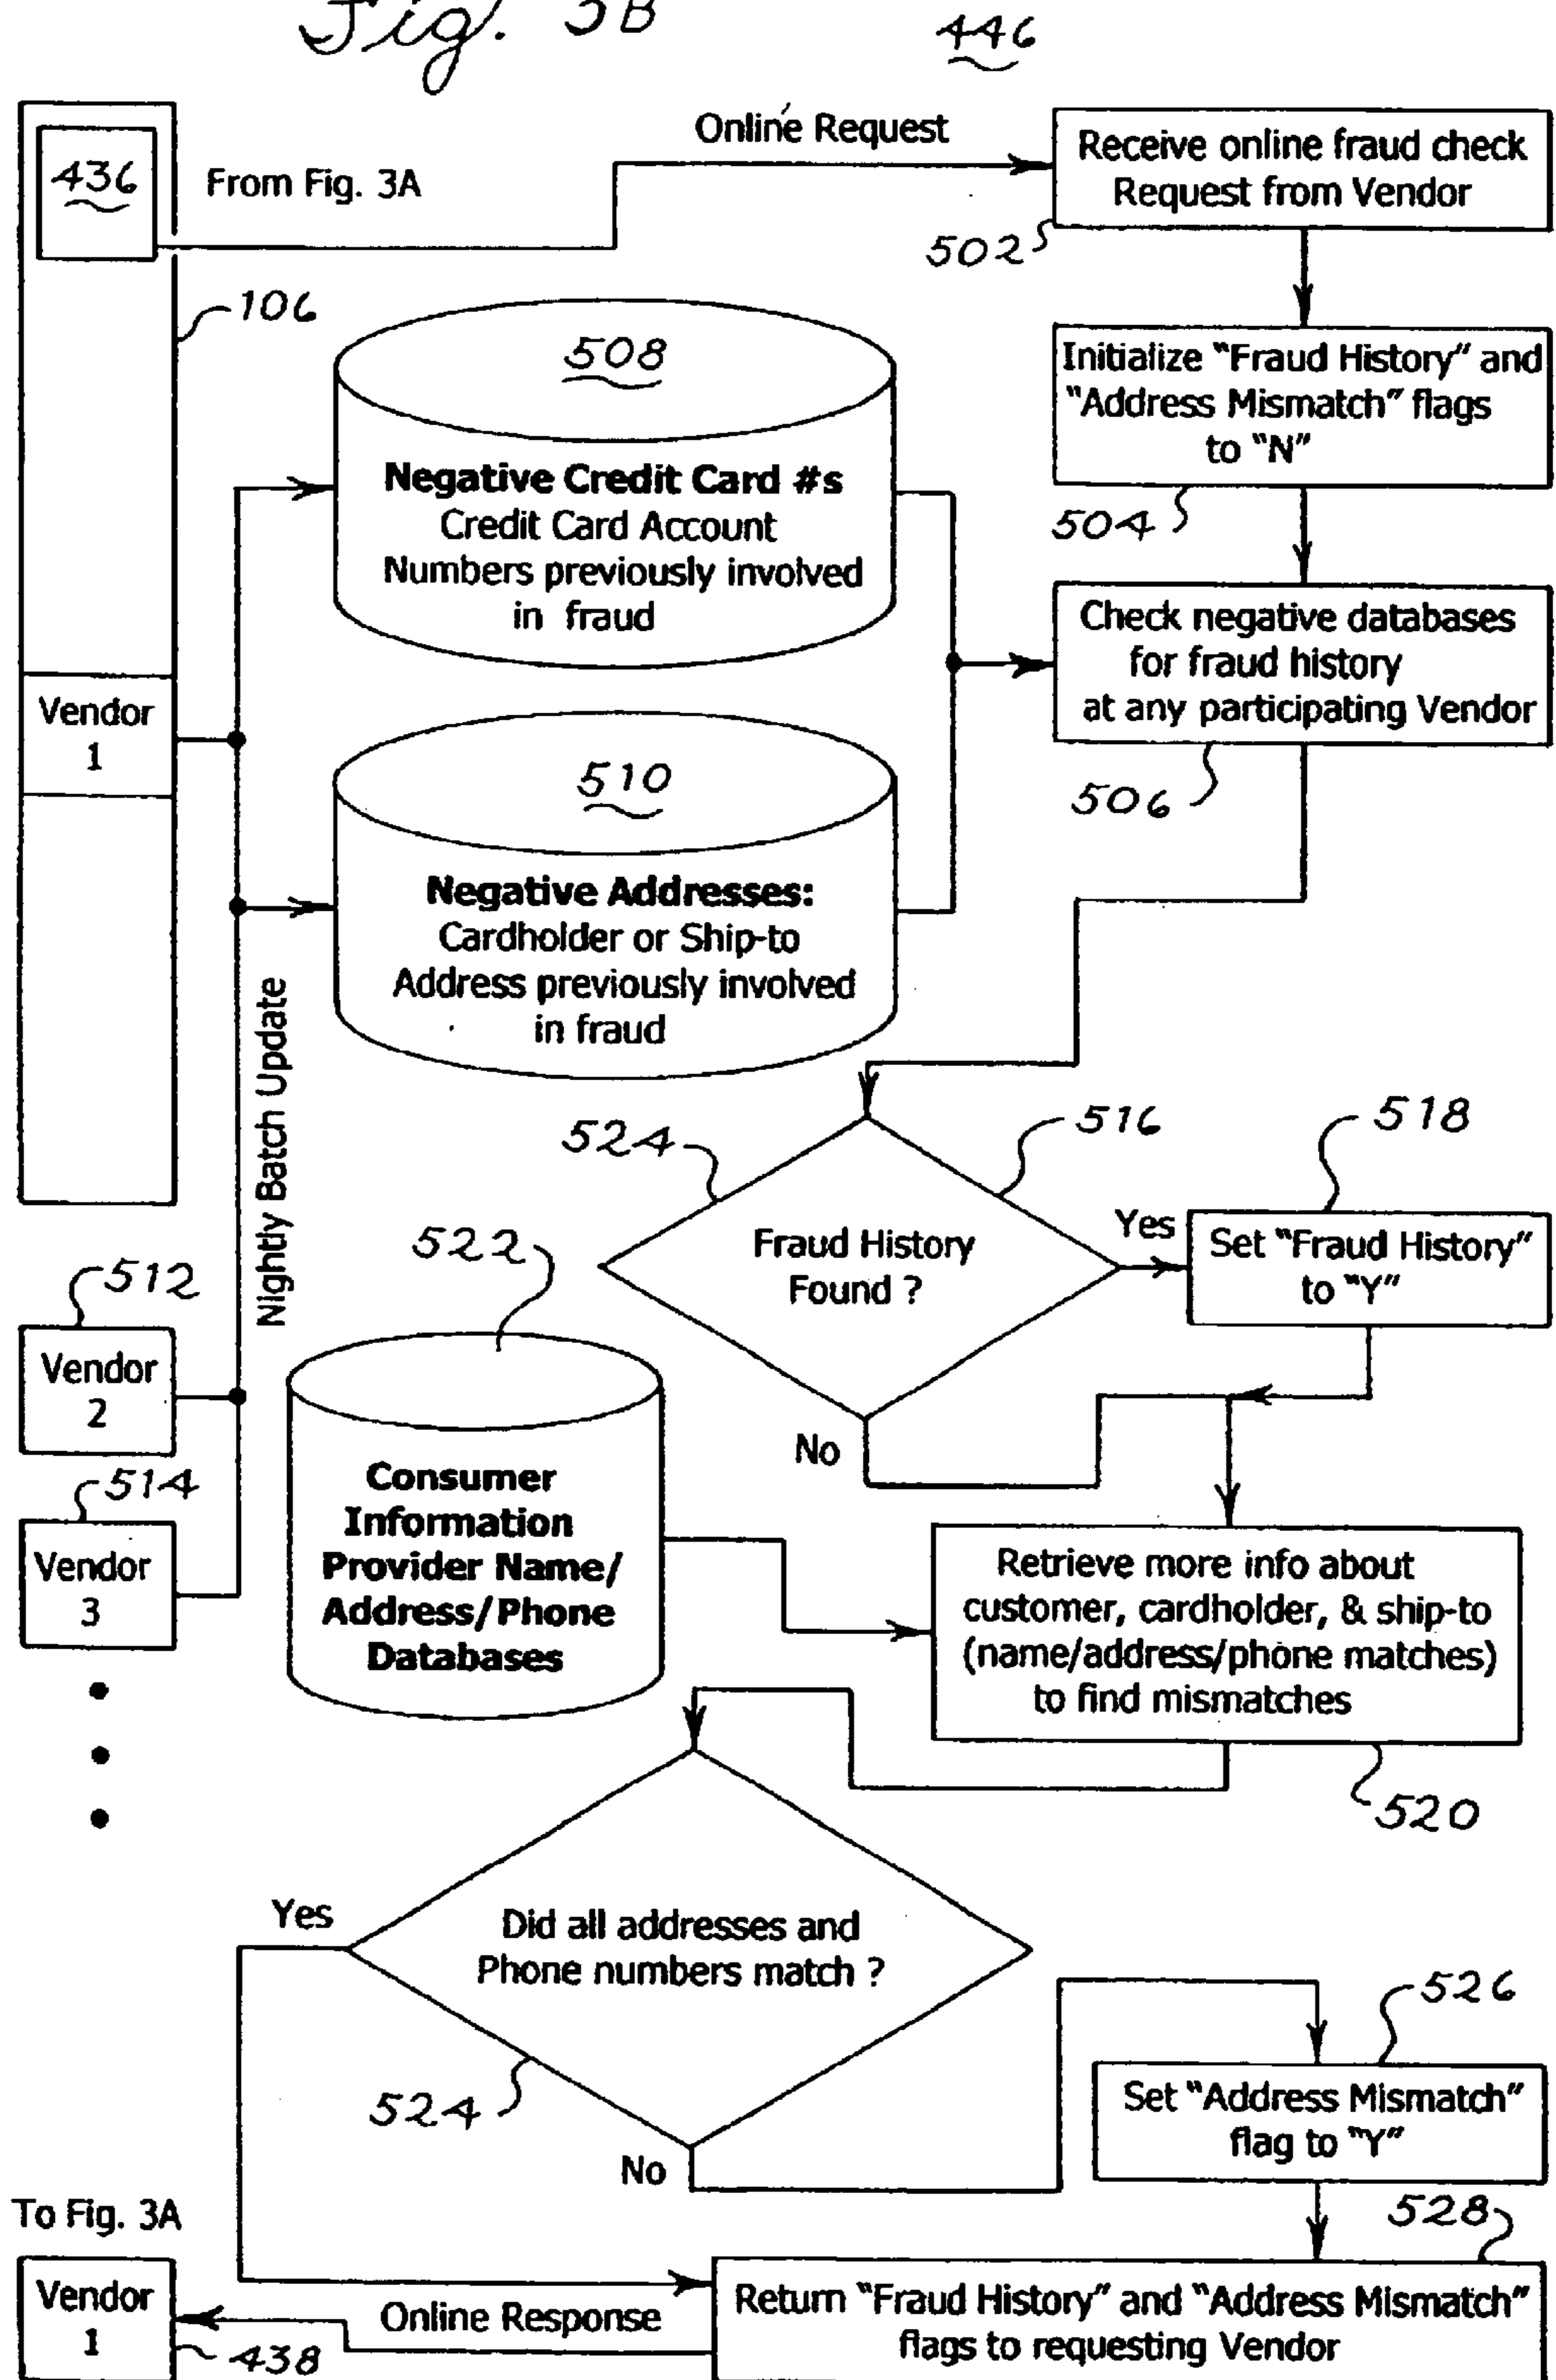 Fig. 3B
446
436
From Fig. 3A
Online Request
Receive online fraud check
Request from Vendor
502
106
Initialize “Fraud History” and
“Address Mismatch” flags
to “N”
504
508
Negative Credit Card #s
Credit Card Account
Numbers previously involved
in fraud
Check negative databases
for fraud history
at any participating Vendor
506
Vendor
1
510
Negative Addresses:
Cardholder or Ship-to
Address previously involved
in fraud
Nightly Batch Update
524
516
518
Fraud History
Found ?
Yes
Set “Fraud History”
to “Y”
No
522
512
Vendor
2
514
Vendor
3
Consumer
Information
Provider Name/
Address/Phone
Databases
Retrieve more info about
customer, cardholder, & ship-to
(name/address/phone matches)
to find mismatches
520
Yes
Did all addresses and
Phone numbers match ?
524
No
526
Set “Address Mismatch”
flag to “Y”
528
To Fig. 3A
Vendor
1
438
Online Response
Return “Fraud History” and “Address Mismatch”
flags to requesting Vendor